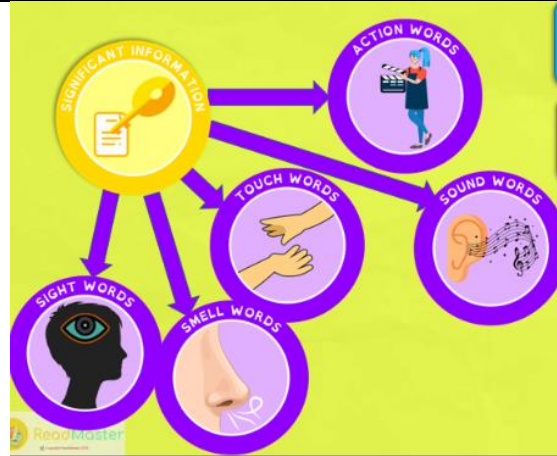 SIGNIFICANT INFORMATION
ACTION WORDS
TOUCH WORDS
SOUND WORDS
SIGHT WORDS
SMELL WORDS
ReadMaster